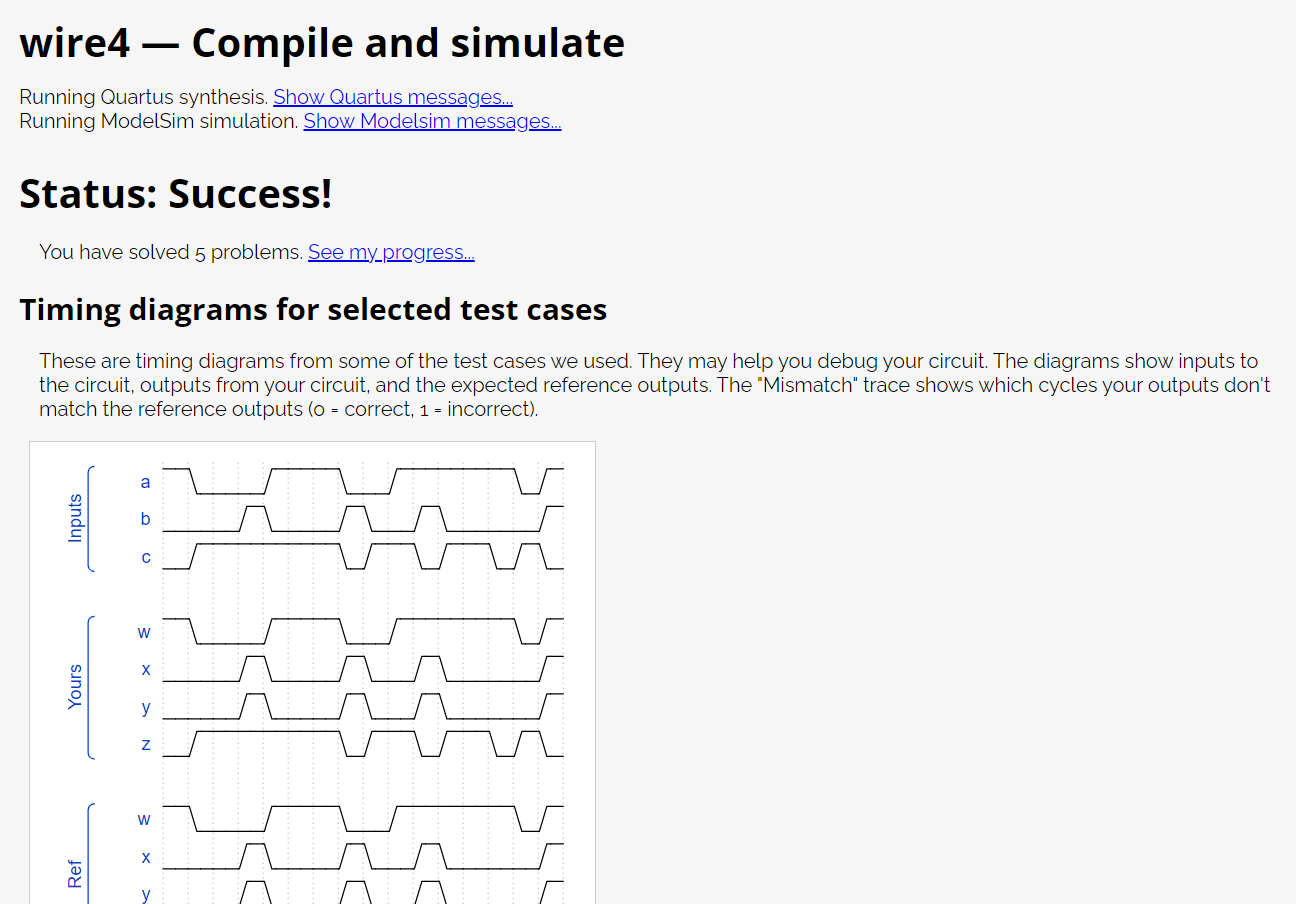 wire4 — Compile and simulate
Running Quartus synthesis. Show Quartus messages...
Running ModelSim simulation. Show Modelsim messages...
Status: Success!
You have solved 5 problems. See my progress...
Timing diagrams for selected test cases
These are timing diagrams from some of the test cases we used. They may help you debug your circuit. The diagrams show inputs to
the circuit, outputs from your circuit, and the expected reference outputs. The "Mismatch" trace shows which cycles your outputs don't
match the reference outputs (0 = correct, 1 = incorrect).
Inputs
a
b
c
Yours
w
x
y
z
Ref
w
x
y